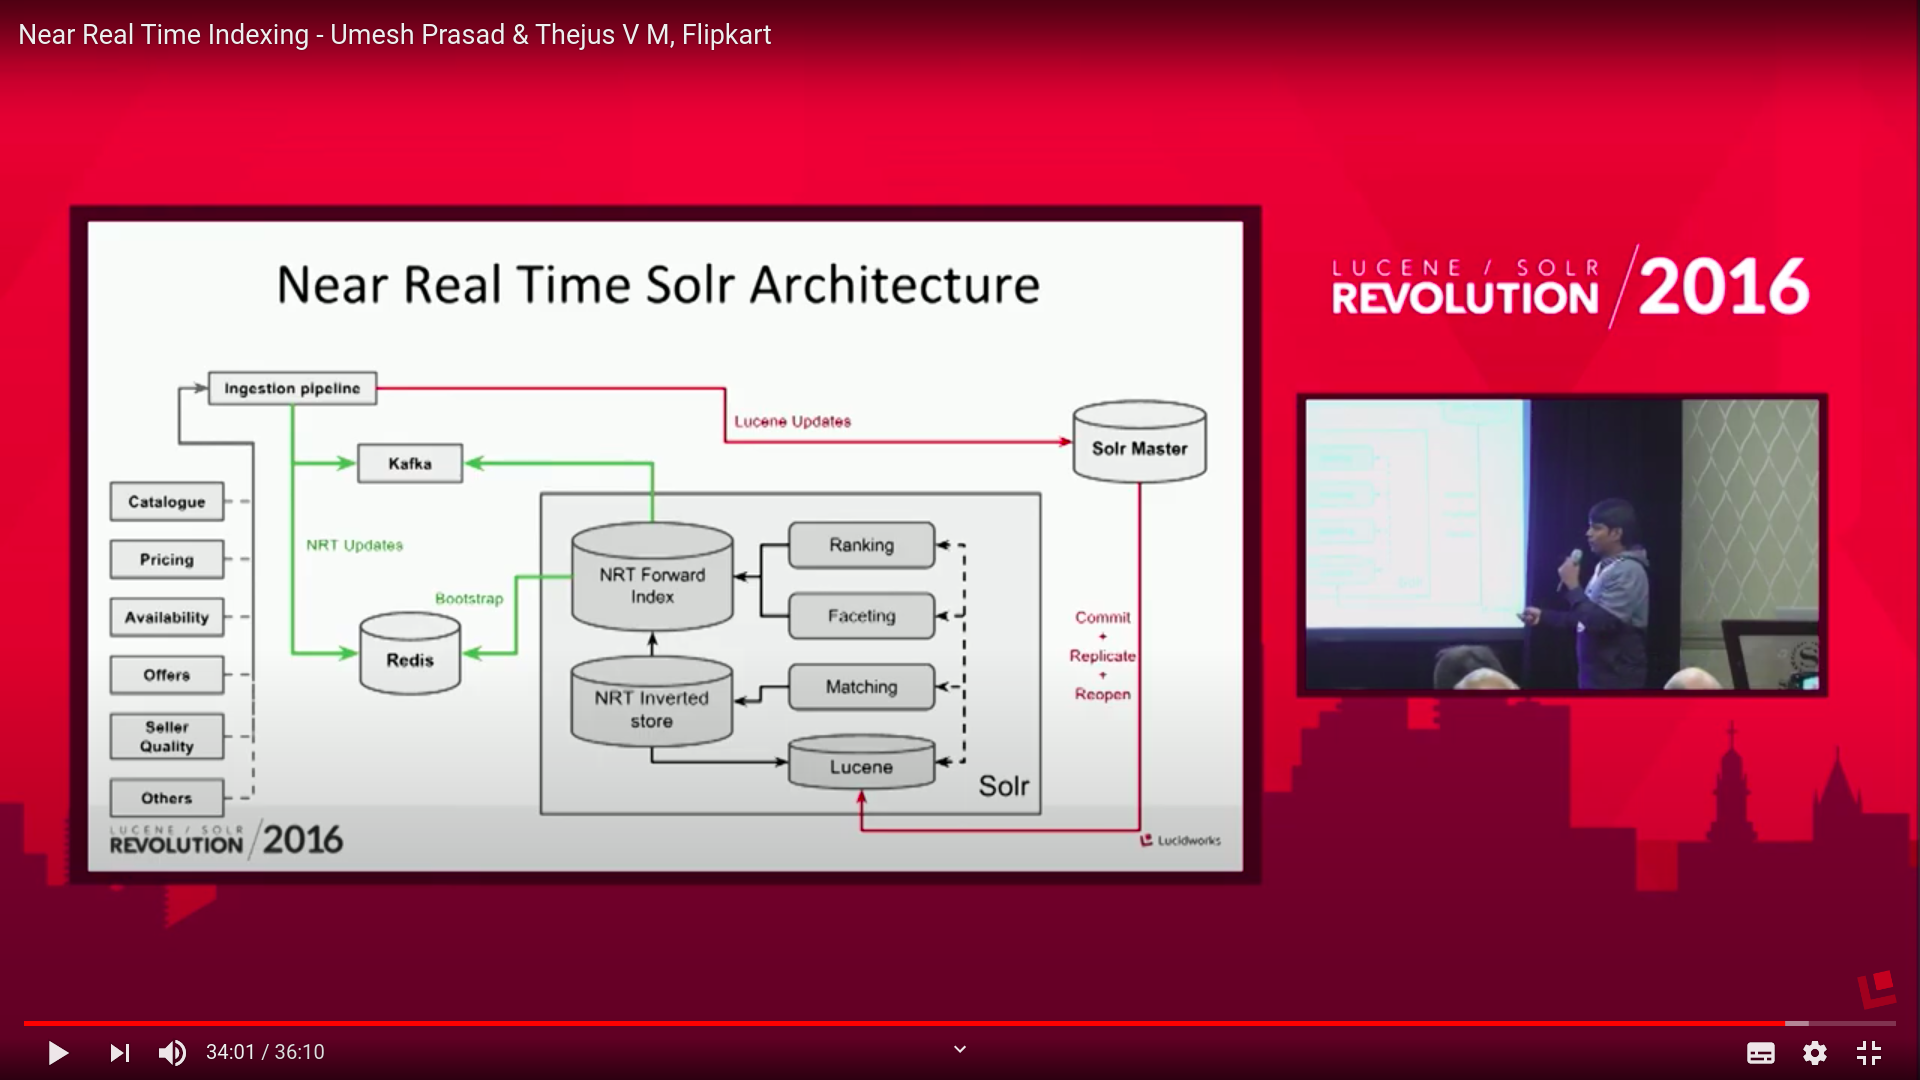 Near Real Time Indexing - Umesh Prasad & Thejus V M, Flipkart
Near Real Time Solr Architecture
Ingestion pipeline
Lucene Updates
Solr Master
Kafka
Catalogue
Pricing
Availability
Offers
Seller
Quality
Others
NRT Updates
Bootstrap
Redis
NRT Forward
Index
NRT Inverted
store
Ranking
Faceting
Matching
Lucene
Solr
Commit
+
Replicate
+
Reopen
LUCENE / SOLR
REVOLUTION / 2016
Lucidworks
LUCENE / SOLR
REVOLUTION / 2016
34:01 / 36:10